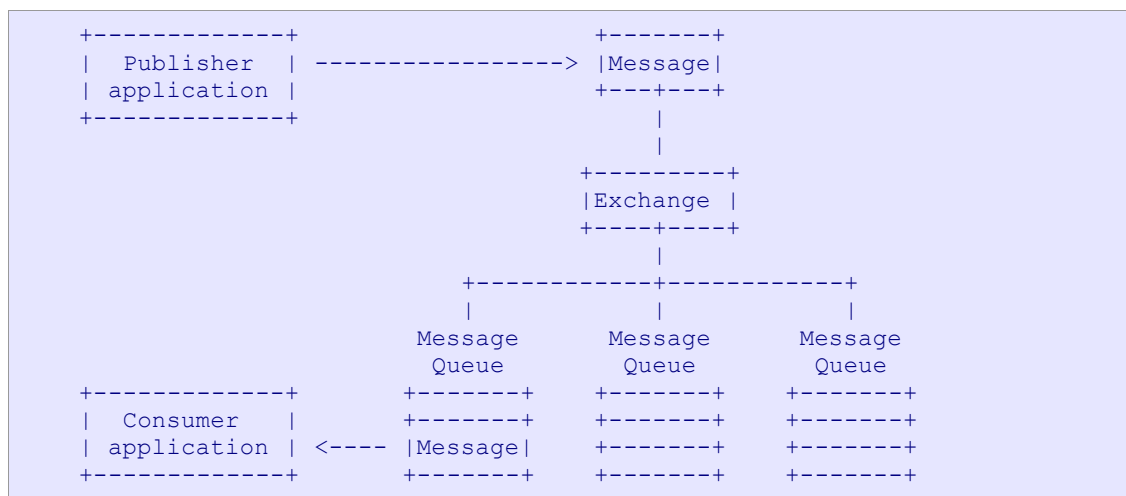 Publisher
application
Message
Exchange
Message Message Message
Queue Queue Queue
Consumer
application Message